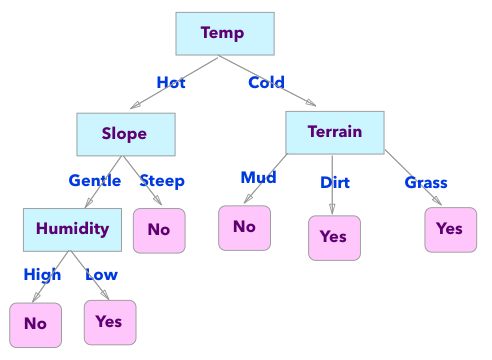 Temp
Hot
Cold
Slope
Terrain
Gentle
Steep
Mud
Dirt
Grass
Humidity
No
No
Yes
Yes
High
Low
No
Yes